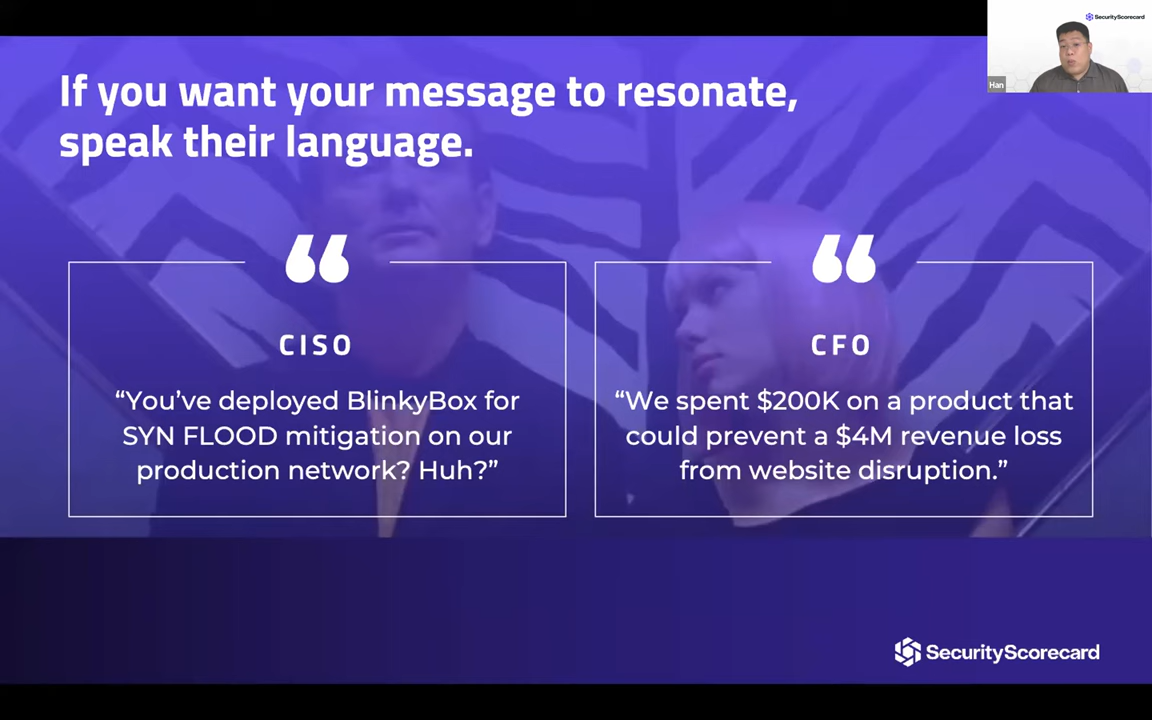 SecurityScorecard
Han
If you want your message to resonate,
speak their language.
CISO
“You’ve deployed BlinkyBox for
SYN FLOOD mitigation on our
production network? Huh?”
CFO
“We spent $200K on a product that
could prevent a $4M revenue loss
from website disruption.”
SecurityScorecard